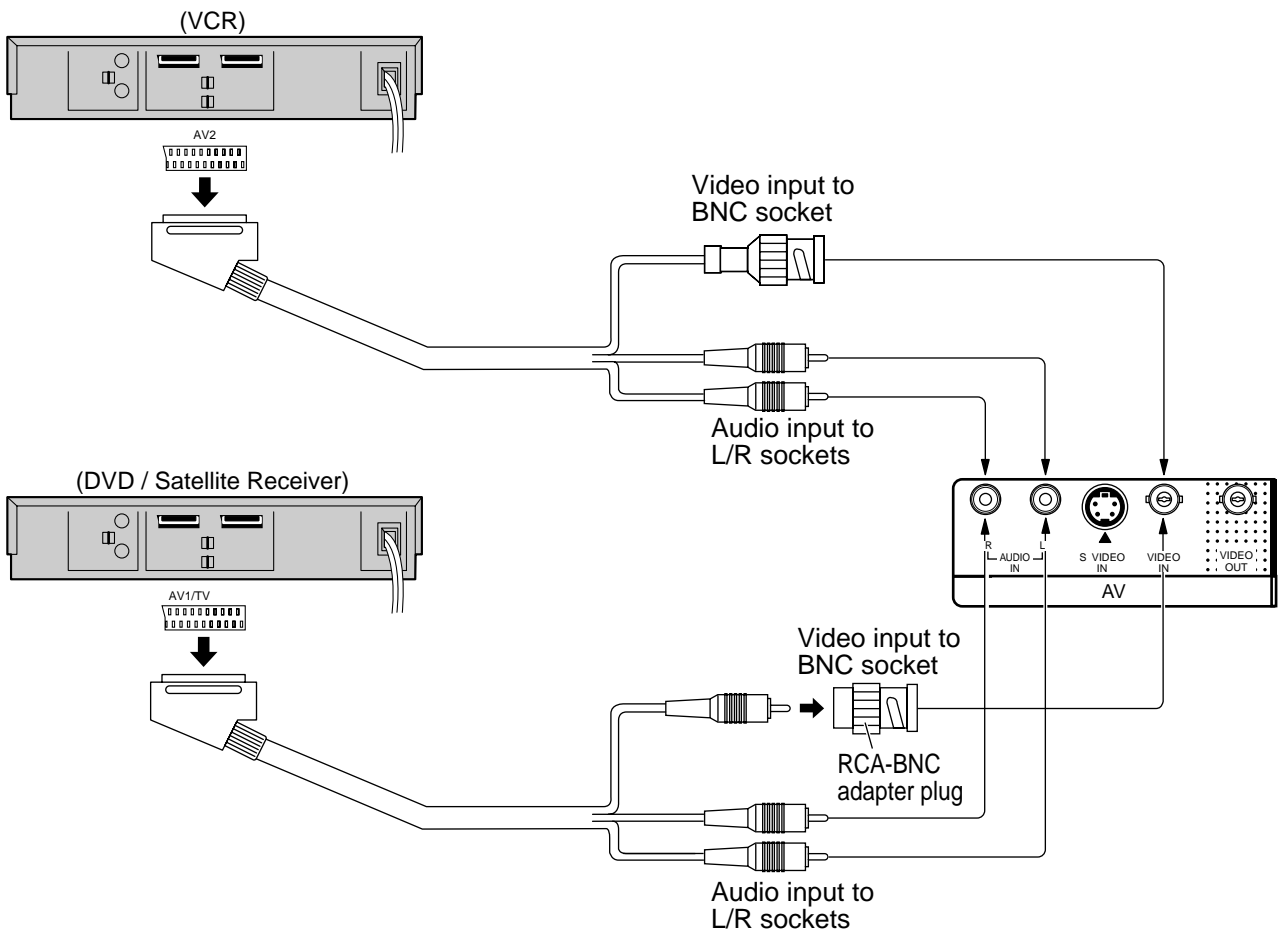 (VCR)
AV2
Video input to
BNC socket
Audio input to
L/R sockets
(DVD / Satellite Receiver)
AV1/TV
R
L
AUDIO
IN
S VIDEO
IN
VIDEO
IN
VIDEO
OUT
AV
Video input to
BNC socket
RCA-BNC
adapter plug
Audio input to
L/R sockets